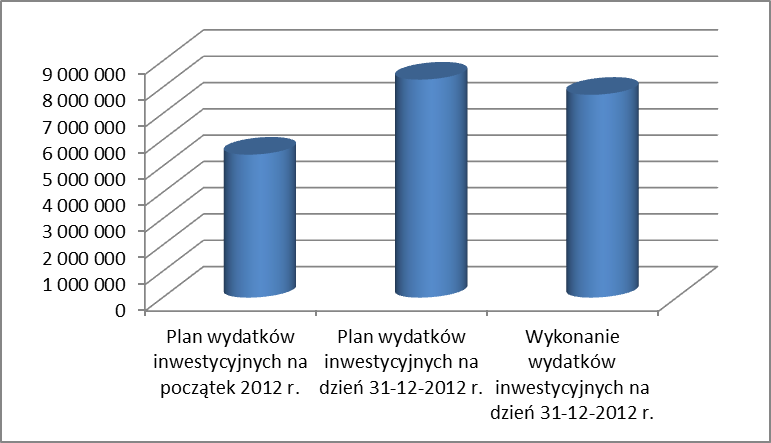 9 000 000
8 000 000
7 000 000
6 000 000
5 000 000
4 000 000
3 000 000
2 000 000
1 000 000
0
Plan wydatków
inwestycyjnych na
początek 2012 r.
Plan wydatków
inwestycyjnych na
dzień 31-12-2012 r.
Wykonanie
wydatków
inwestycyjnych na
dzień 31-12-2012 r.